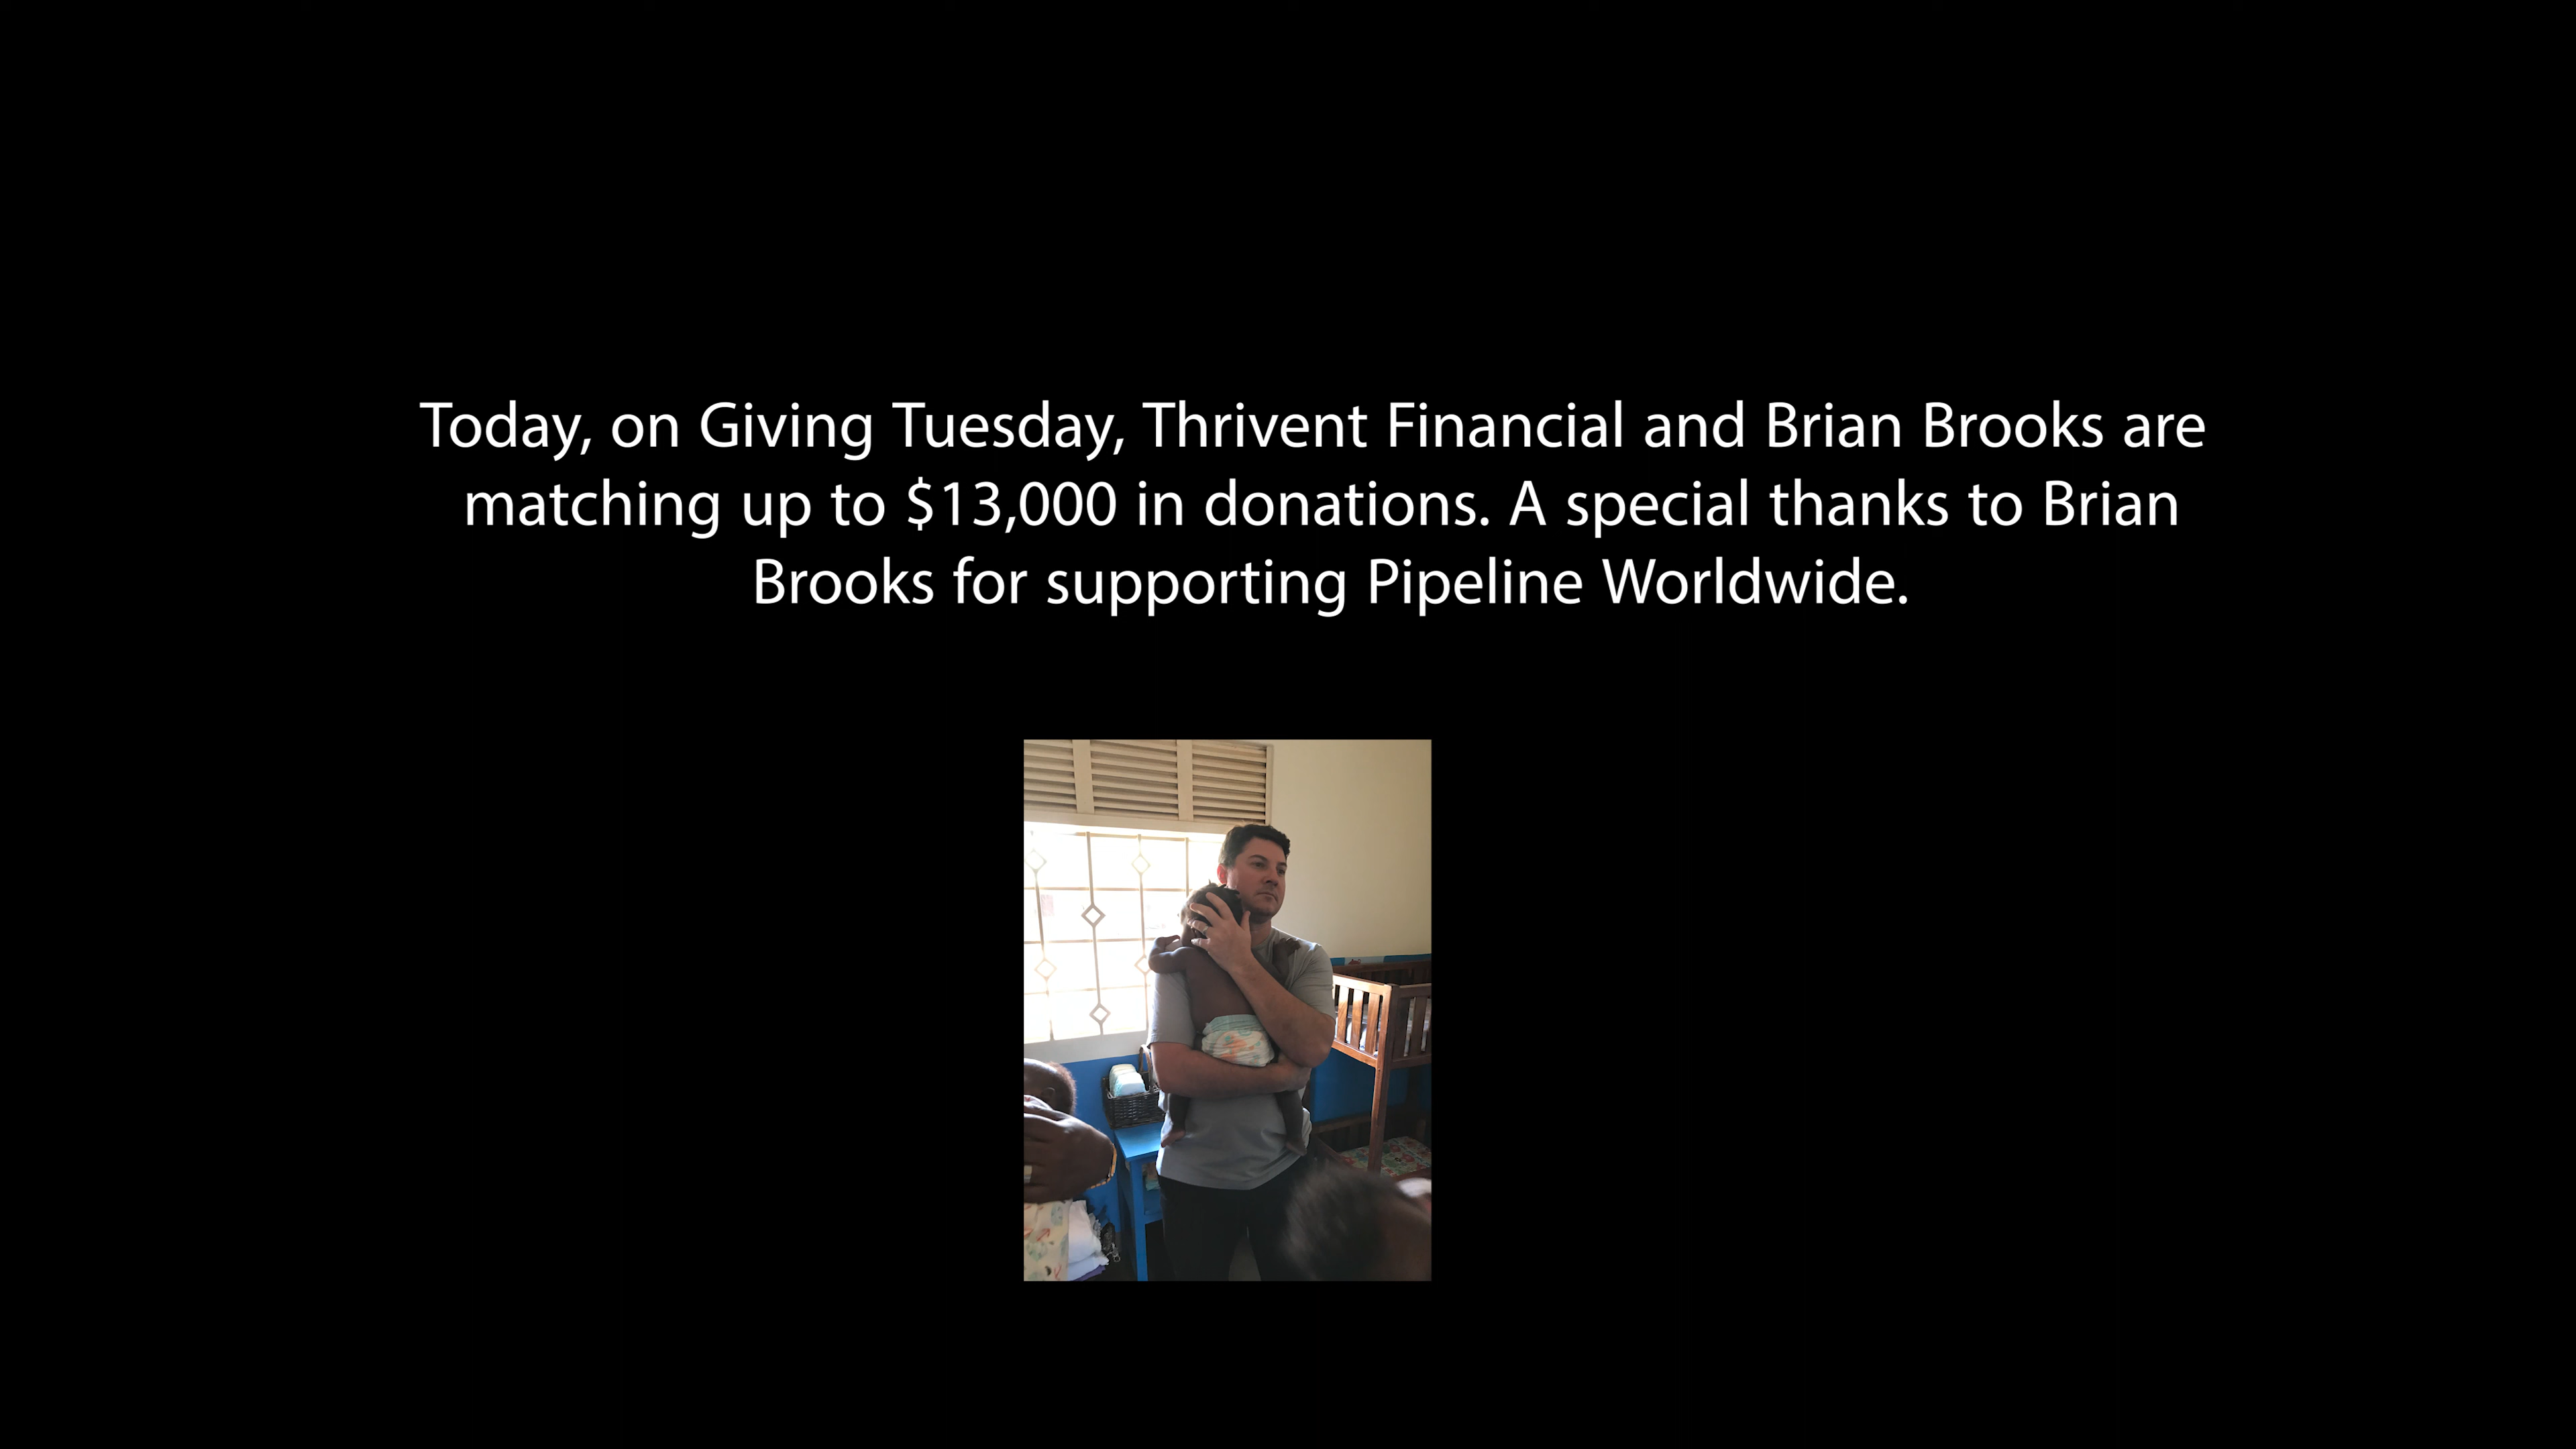 Today, on Giving Tuesday, Thrivent Financial and Brian Brooks are
matching up to $13,000 in donations. A special thanks to Brian
Brooks for supporting Pipeline Worldwide.